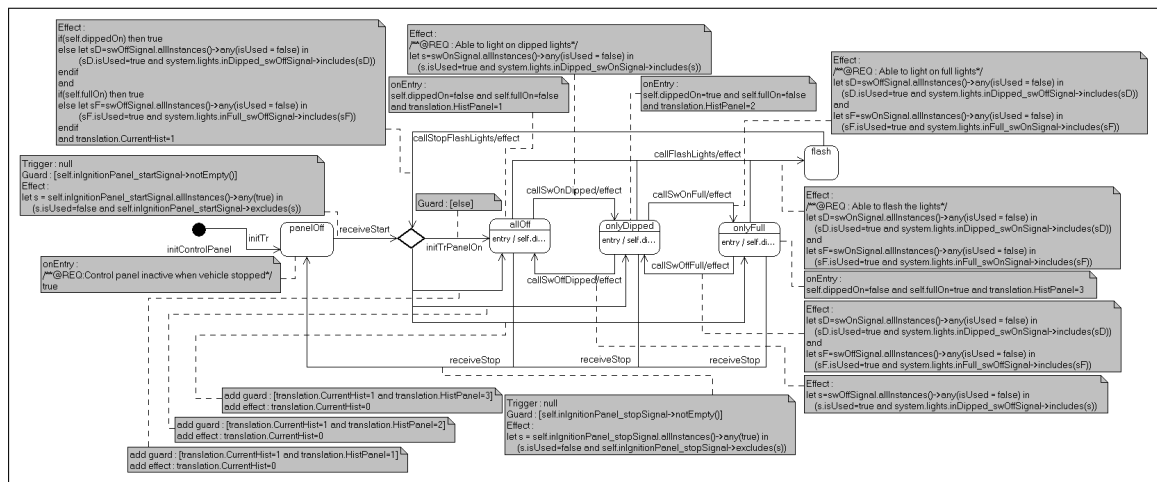 Effect :
if(self.dippedOn) then true
else let sD=swOffSignal.allInstances()->any(isUsed = false) in
(sD.isUsed=true and system.lights.inDipped_swOffSignal->includes(sD))
endif
and
if(self.fullOn) then true
else let sF=swOffSignal.allInstances()->any(isUsed = false) in
(sF.isUsed=true and system.lights.inFull_swOffSignal->includes(sF))
endif
and translation.CurrentHist=1
Effect :
/**@REQ : Able to light on dipped lights*/
let s=swOnSignal.allInstances()->any(isUsed = false) in
(s.isUsed=true and system.lights.inDipped_swOnSignal->includes(s))
onEntry :
self.dippedOn=false and self.fullOn=false
and translation.HistPanel=1
onEntry :
self.dippedOn=true and self.fullOn=false
and translation.HistPanel=2
Effect :
/**@REQ : Able to light on full lights*/
let sD=swOffSignal.allInstances()->any(isUsed = false) in
(sD.isUsed=true and system.lights.inDipped_swOffSignal->includes(sD))
and
let sF=swOnSignal.allInstances()->any(isUsed = false) in
(sF.isUsed=true and system.lights.inFull_swOnSignal->includes(sF))
callStopFlashLights/effect
callFlashLights/effect
flash
Trigger : null
Guard : [self.inIgnitionPanel_startSignal->notEmpty()]
Effect :
let s = self.inIgnitionPanel_startSignal.allInstances()->any(true) in
(s.isUsed=false and self.inIgnitionPanel_startSignal->excludes(s))
Guard : [else]
callSwOnDipped/effect
callSwOnFull/effect
initTr
initControlPanel
panelOff
receiveStart
initTrPanelOn
allOff
entry / self.di...
onlyDipped
entry / self.di...
onlyFull
entry / self.di...
callSwOffDipped/effect
callSwOffFull/effect
Effect :
/**@REQ : Able to flash the lights*/
let sD=swOnSignal.allInstances()->any(isUsed = false) in
(sD.isUsed=true and system.lights.inDipped_swOnSignal->includes(sD))
and
let sF=swOnSignal.allInstances()->any(isUsed = false) in
(sF.isUsed=true and system.lights.inFull_swOnSignal->includes(sF))
onEntry :
/**@REQ:Control panel inactive when vehicle stopped*/
true
onEntry :
self.dippedOn=false and self.fullOn=true and translation.HistPanel=3
Effect :
let sD=swOnSignal.allInstances()->any(isUsed = false) in
(sD.isUsed=true and system.lights.inDipped_swOnSignal->includes(sD))
and
let sF=swOffSignal.allInstances()->any(isUsed = false) in
(sF.isUsed=true and system.lights.inFull_swOffSignal->includes(sF))
receiveStop
receiveStop
receiveStop
Effect :
let s=swOffSignal.allInstances()->any(isUsed = false) in
(s.isUsed=true and system.lights.inDipped_swOffSignal->includes(s))
add guard : [translation.CurrentHist=1 and translation.HistPanel=3]
add effect : translation.CurrentHist=0
add guard : [translation.CurrentHist=1 and translation.HistPanel=2]
add effect : translation.CurrentHist=0
add guard : [translation.CurrentHist=1 and translation.HistPanel=1]
add effect : translation.CurrentHist=0
Trigger : null
Guard : [self.inIgnitionPanel_stopSignal->notEmpty()]
Effect :
let s = self.inIgnitionPanel_stopSignal.allInstances()->any(true) in
(s.isUsed=false and self.inIgnitionPanel_stopSignal->excludes(s))